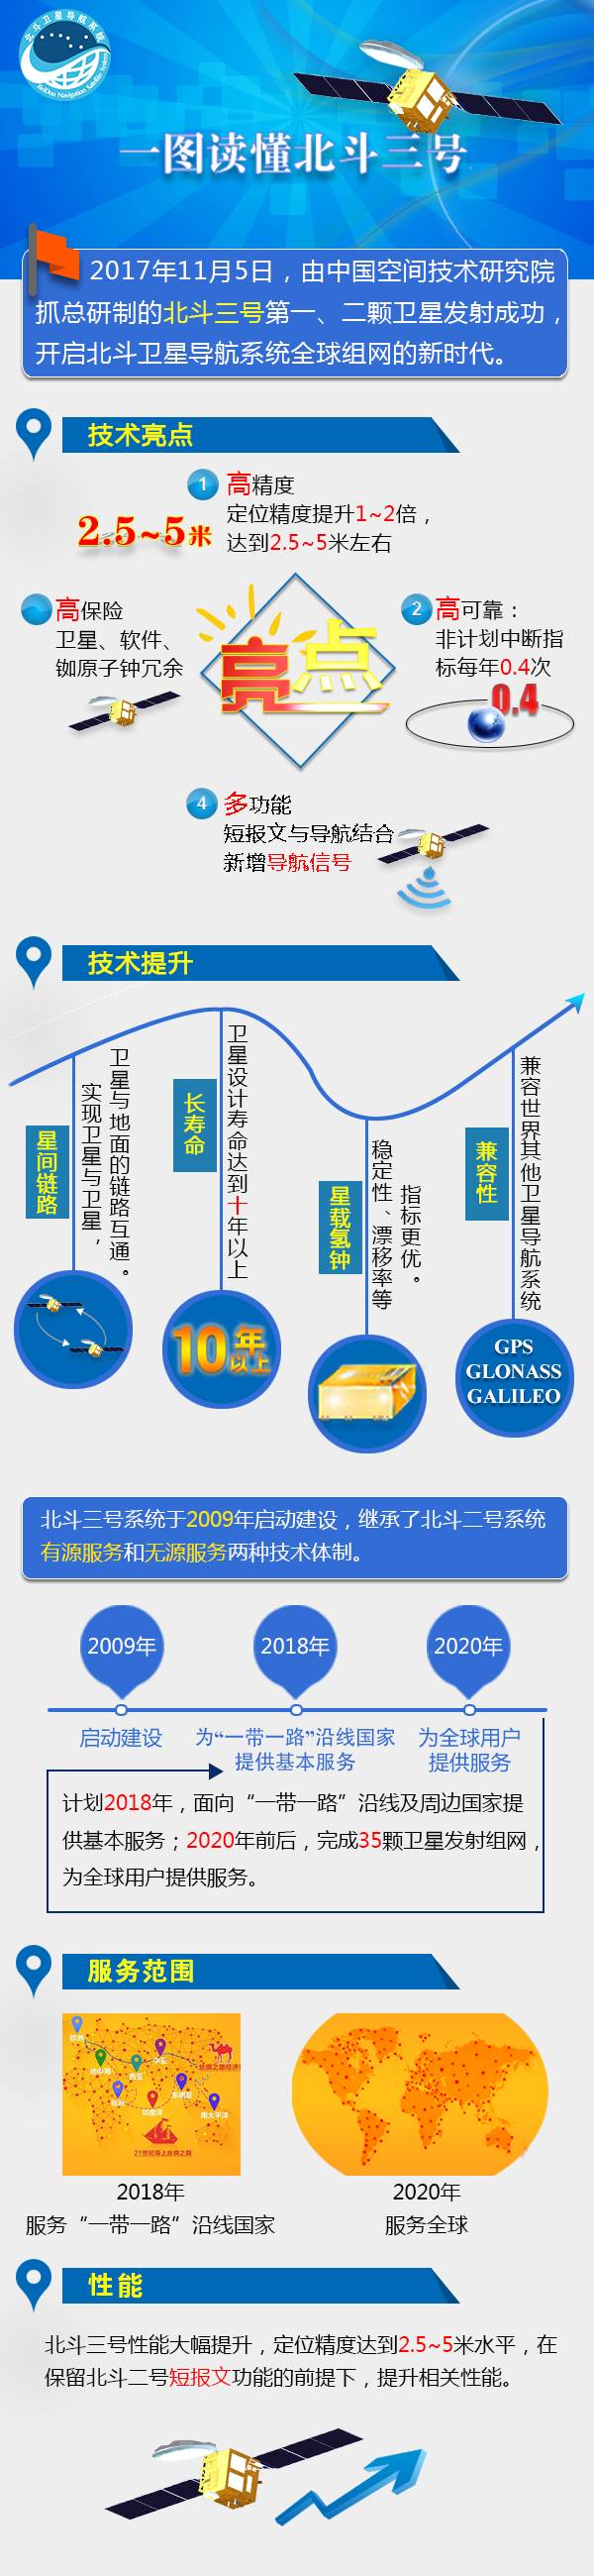 北斗卫星导航系统
BeiDou Navigation Satellite System
一图读懂北斗三号
2017年11月5日，由中国空间技术研究院
抓总研制的北斗三号第一、二颗卫星发射成功，
开启北斗卫星导航系统全球组网的新时代。
技术亮点
1
高精度
定位精度提升1~2倍，
达到2.5~5米左右
2.5~5米
高保险
卫星、软件、
铷原子钟冗余
亮点
2
高可靠：
非计划中断指
标每年0.4次
0.4
4
多功能
短报文与导航结合
新增导航信号
技术提升
星间链路
实现卫星与卫星，
卫星与地面的链路互通。
长寿命
卫星设计寿命达到十年以上
10年以上
星载氢钟
稳定性、漂移率等
指标更优。
兼容性
兼容世界其他卫星导航系统
GPS
GLONASS
GALILEO
北斗三号系统于2009年启动建设，继承了北斗二号系统
有源服务和无源服务两种技术体制。
2009年
2018年
2020年
启动建设
为“一带一路”沿线国家
提供基本服务
为全球用户
提供服务
计划2018年，面向“一带一路”沿线及周边国家提
供基本服务；2020年前后，完成35颗卫星发射组网，
为全球用户提供服务。
服务范围
21世纪海上丝绸之路
2018年
服务“一带一路”沿线国家
2020年
服务全球
性能
北斗三号性能大幅提升，定位精度达到2.5~5米水平，在
保留北斗二号短报文功能的前提下，提升相关性能。